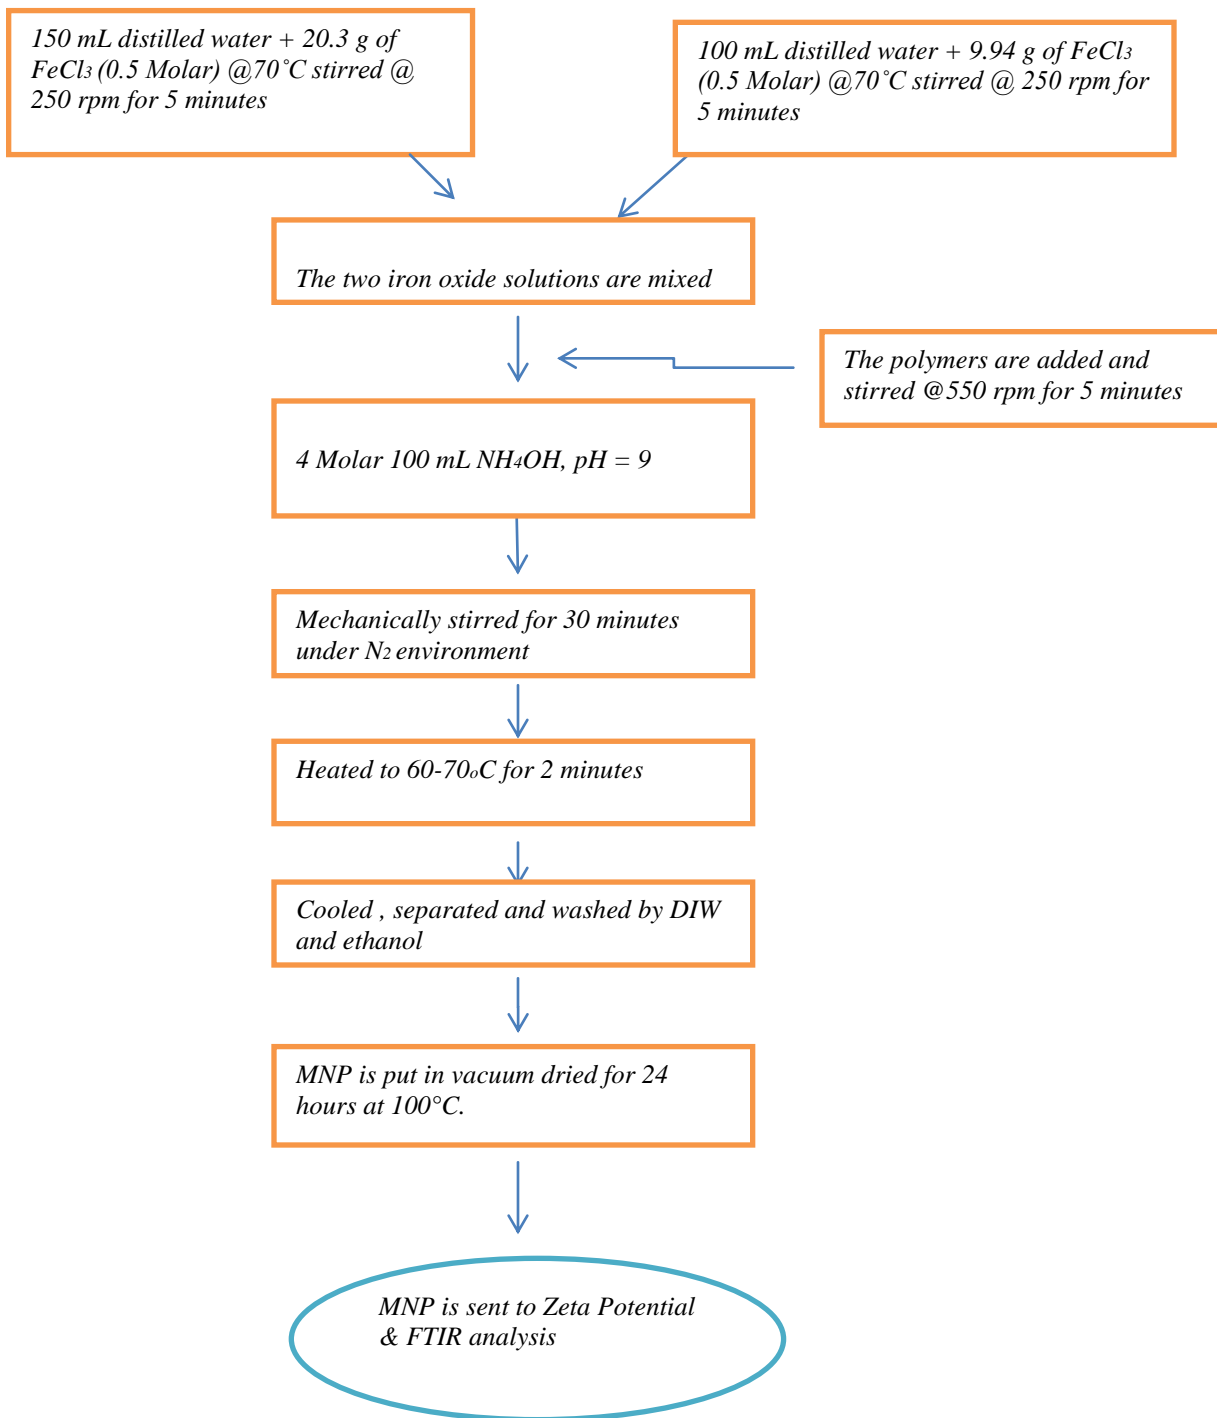 150 mL distilled water + 20.3 g of
FeCl₃ (0.5 Molar) @70˚C stirred @
250 rpm for 5 minutes
100 mL distilled water + 9.94 g of FeCl₃
(0.5 Molar) @70˚C stirred @ 250 rpm for
5 minutes
The two iron oxide solutions are mixed
The polymers are added and
stirred @550 rpm for 5 minutes
4 Molar 100 mL NH₄OH, pH = 9
Mechanically stirred for 30 minutes
under N₂ environment
Heated to 60-70ₒC for 2 minutes
Cooled , separated and washed by DIW
and ethanol
MNP is put in vacuum dried for 24
hours at 100°C.
MNP is sent to Zeta Potential
& FTIR analysis